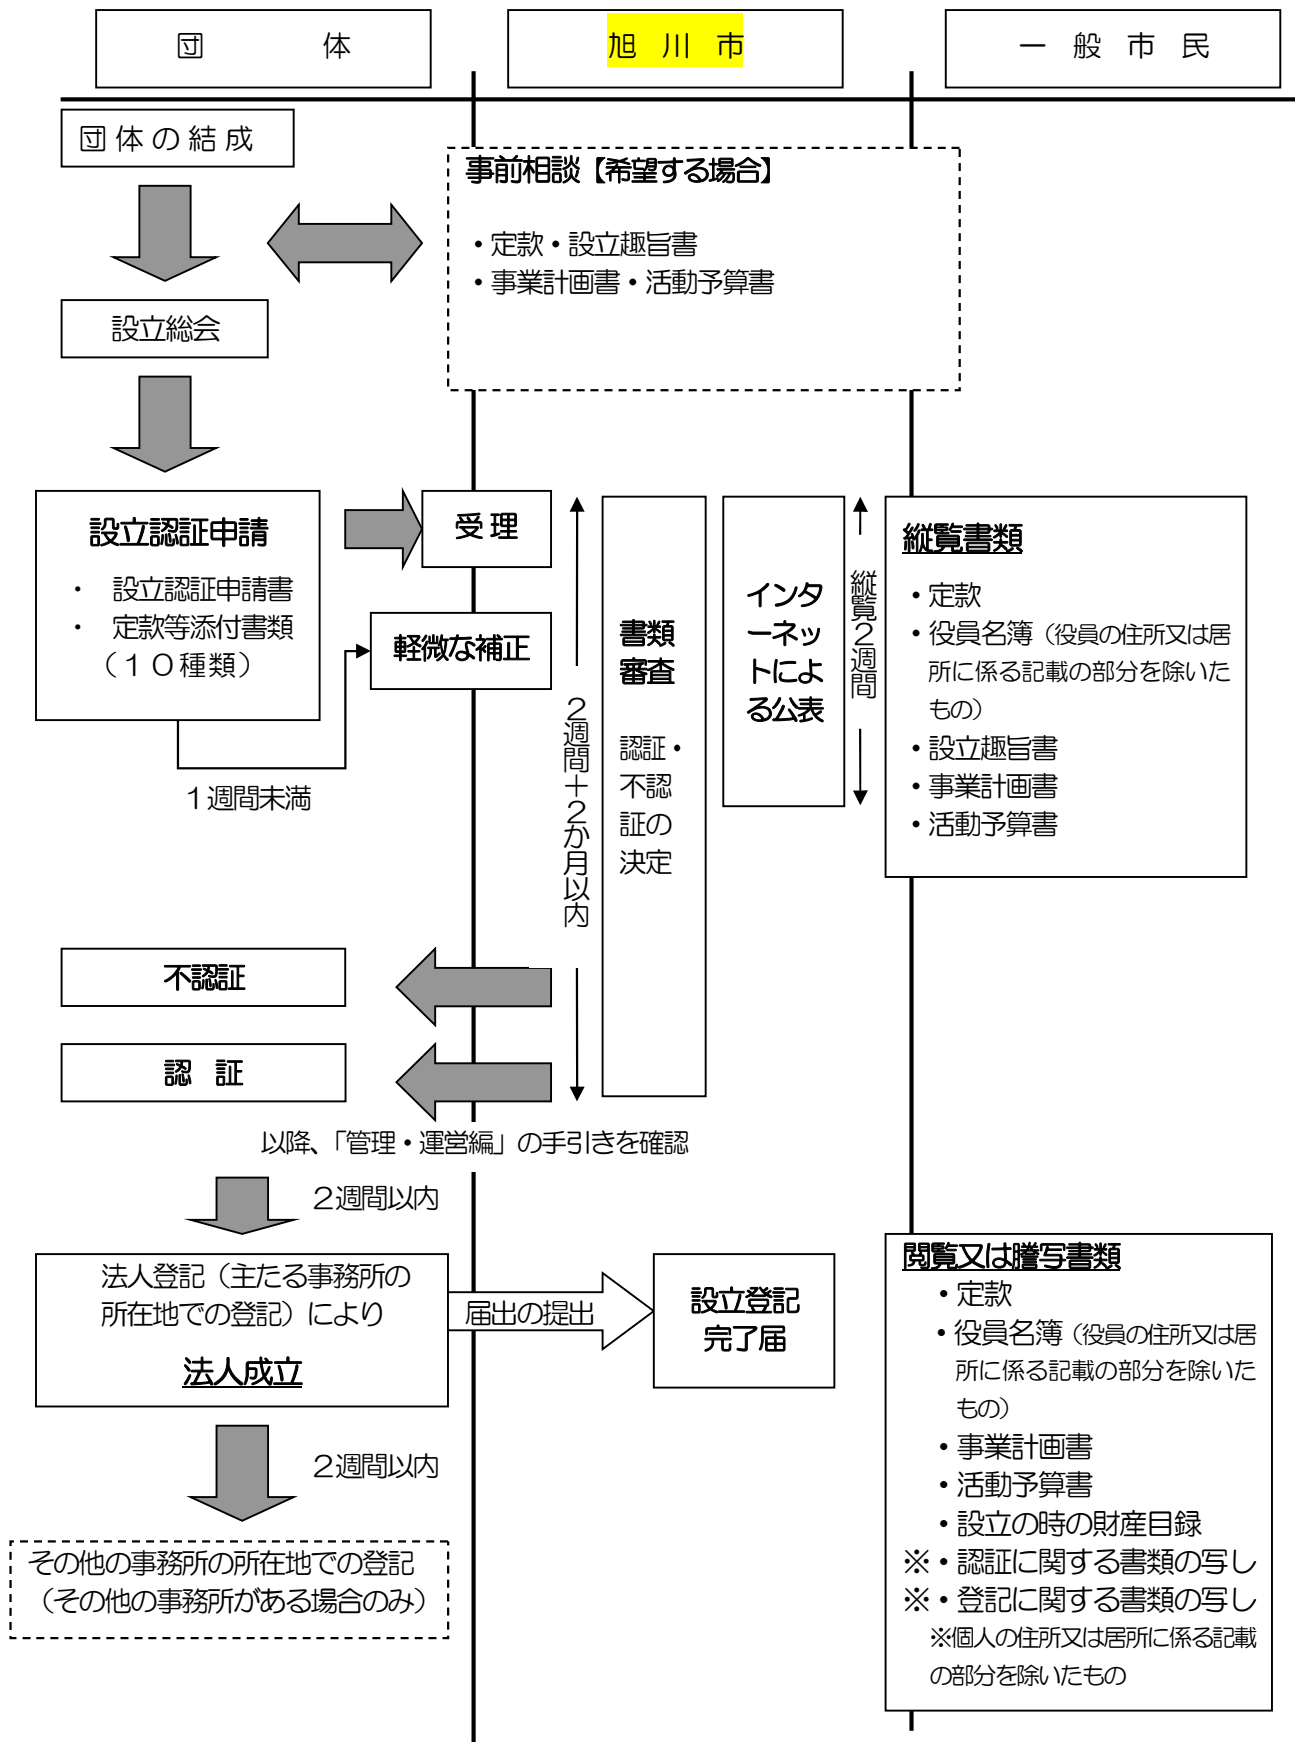 団　体
旭 川 市
一 般 市 民
団 体 の 結 成
事前相談【希望する場合】
・定款・設立趣旨書
・事業計画書・活動予算書
設立総会
設立認証申請
・　設立認証申請書
・　定款等添付書類
（１０種類）
１週間未満
受 理
軽微な補正
２週間＋２か月以内
書類
審査
認証・
不認
証の
決定
インタ
ーネッ
トによ
る公表
縦覧２週間
縦覧書類
・定款
・役員名簿（役員の住所又は居
所に係る記載の部分を除いた
もの）
・設立趣旨書
・事業計画書
・活動予算書
不認証
認　証
以降、「管理・運営編」の手引きを確認
２週間以内
法人登記（主たる事務所の
所在地での登記）により
法人成立
届出の提出
設立登記
完了届
２週間以内
その他の事務所の所在地での登記
（その他の事務所がある場合のみ）
閲覧又は謄写書類
・定款
・役員名簿（役員の住所又は居
所に係る記載の部分を除いた
もの）
・事業計画書
・活動予算書
・設立の時の財産目録
※・認証に関する書類の写し
※・登記に関する書類の写し
※個人の住所又は居所に係る記載
の部分を除いたもの